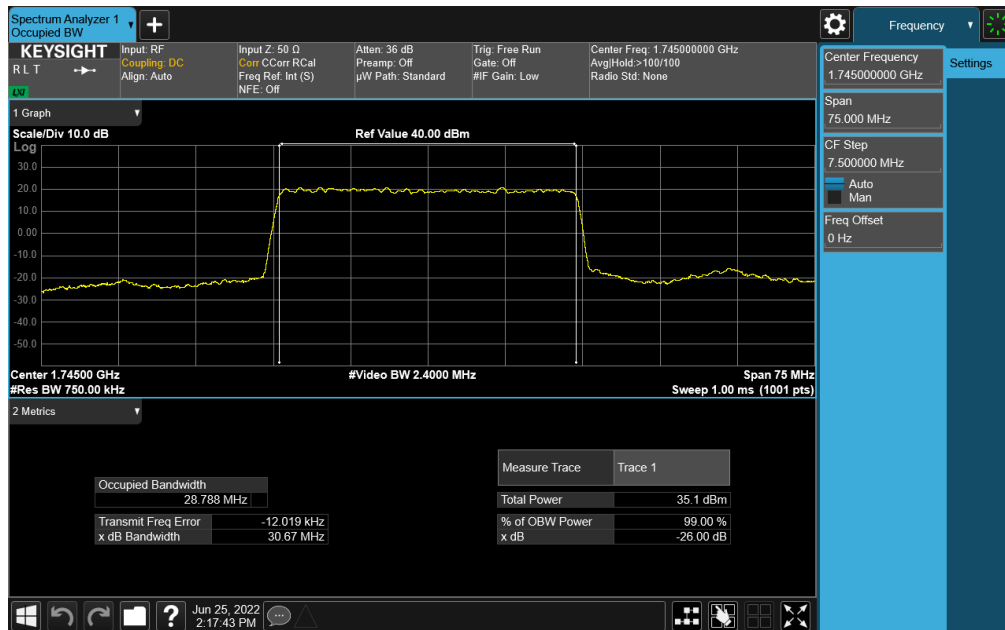 Spectrum Analyzer 1
Occupied BW
Frequency
KEYSIGHT
R L T
LXI
Input: RF
Coupling: DC
Align: Auto
Input Z: 50 Ω
Corr CCorr RCal
Freq Ref: Int (S)
NFE: Off
Atten: 36 dB
Preamp: Off
µW Path: Standard
Trig: Free Run
Gate: Off
#IF Gain: Low
Center Freq: 1.745000000 GHz
Avg|Hold:>100/100
Radio Std: None
Center Frequency
1.745000000 GHz
Settings
Span
75.000 MHz
CF Step
7.500000 MHz
Auto
Man
Freq Offset
0 Hz
1 Graph
Scale/Div 10.0 dB
Ref Value 40.00 dBm
Log
30.0
20.0
10.0
0.00
-10.0
-20.0
-30.0
-40.0
-50.0
Center 1.74500 GHz
#Video BW 2.4000 MHz
Span 75 MHz
#Res BW 750.00 kHz
Sweep 1.00 ms (1001 pts)
2 Metrics
Measure Trace
Trace 1
Occupied Bandwidth
28.788 MHz
Total Power
35.1 dBm
Transmit Freq Error
-12.019 kHz
% of OBW Power
99.00 %
x dB Bandwidth
30.67 MHz
x dB
-26.00 dB
Jun 25, 2022
2:17:43 PM